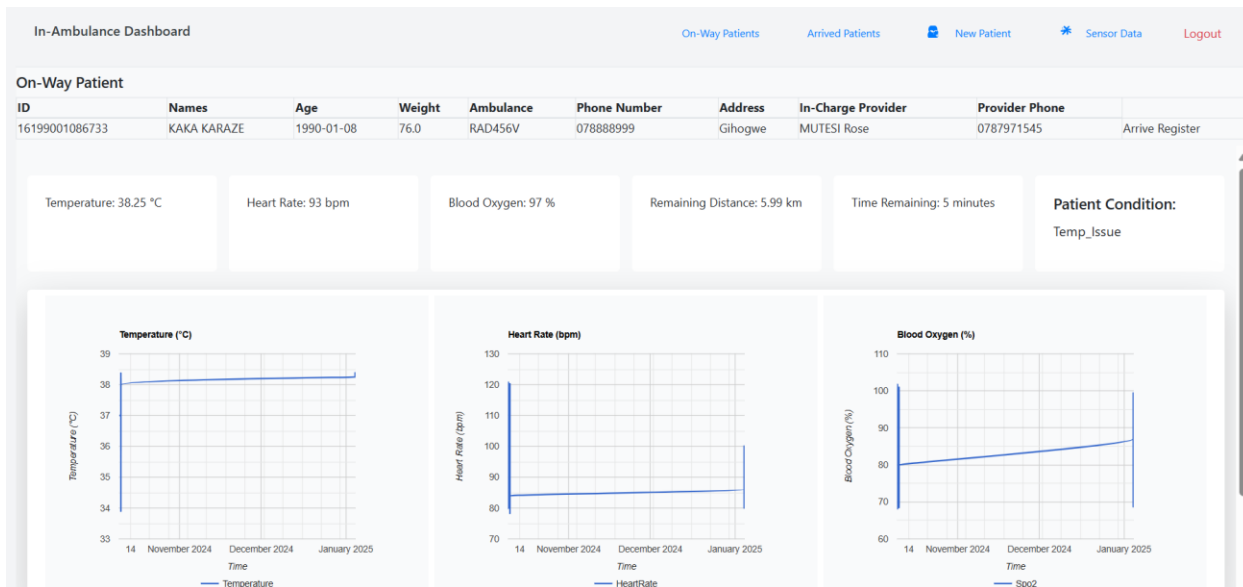 In-Ambulance Dashboard On-Way Patients Arrived Patients New Patient Sensor Data Logout
On-Way Patient
ID Names Age Weight Ambulance Phone Number Address In-Charge Provider Provider Phone
16199001086733 KAKA KARAZE 1990-01-08 76.0 RAD456V 078888999 Gihogwe MUTESI Rose 0787971545 Arrive Register
Temperature: 38.25 °C Heart Rate: 93 bpm Blood Oxygen: 97 % Remaining Distance: 5.99 km Time Remaining: 5 minutes Patient Condition:
Temp_Issue
Temperature (°C)
39
38
37
36
35
34
33
Temperature (°C)
14 November 2024 December 2024 January 2025
Time
Temperature
Heart Rate (bpm)
130
120
110
100
90
80
70
Heart Rate (bpm)
14 November 2024 December 2024 January 2025
Time
HeartRate
Blood Oxygen (%)
110
100
90
80
70
60
Blood Oxygen (%)
14 November 2024 December 2024 January 2025
Time
Spo2